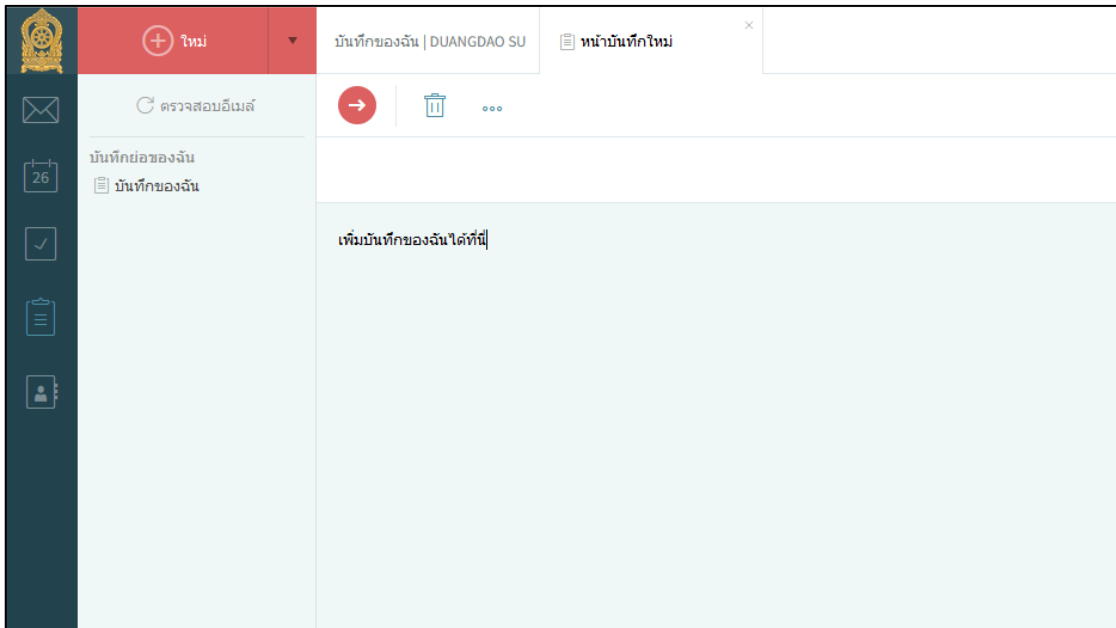 ใหม่
บันทึกของฉัน | DUANGDAO SU
หน้าบันทึกใหม่
ตรวจสอบอีเมล์
บันทึกย่อของฉัน
26
บันทึกของฉัน
เพิ่มบันทึกของฉันได้ที่นี่